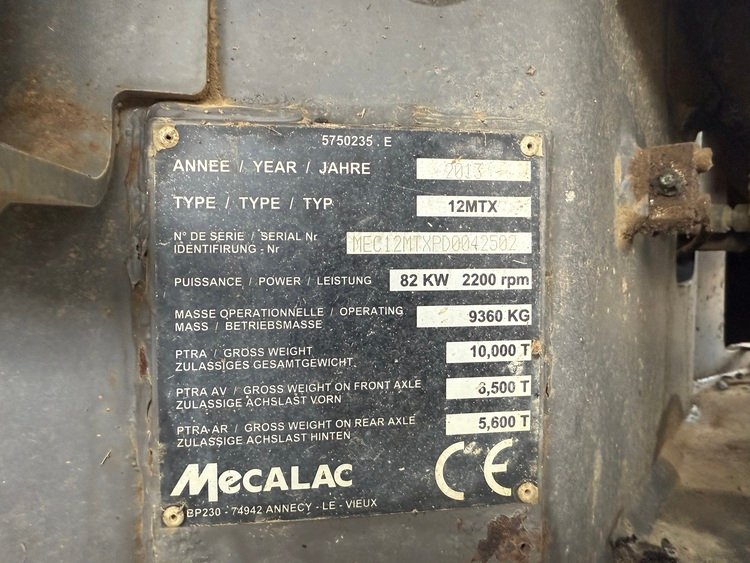 5750235 . E
ANNEE / YEAR / JAHRE 2013
TYPE / TYPE / TYP 12MTX
N° DE SERIE / SERIAL Nr
IDENTIFIRUNG - Nr MEC12MTXPD0042502
PUISSANCE / POWER / LEISTUNG 82 KW 2200 rpm
MASSE OPERATIONNELLE / OPERATING
MASS / BETRIEBSMASSE 9360 KG
PTRA / GROSS WEIGHT
ZULASSIGES GESAMTGEWICHT 10,000 T
PTRA AV / GROSS WEIGHT ON FRONT AXLE
ZULASSIGE ACHSLAST VORN 6,500 T
PTRA-AR / GROSS WEIGHT ON REAR AXLE
ZULASSIGE ACHSLAST HINTEN 5,600 T
MECALAC CE
BP230 - 74942 ANNECY - LE - VIEUX